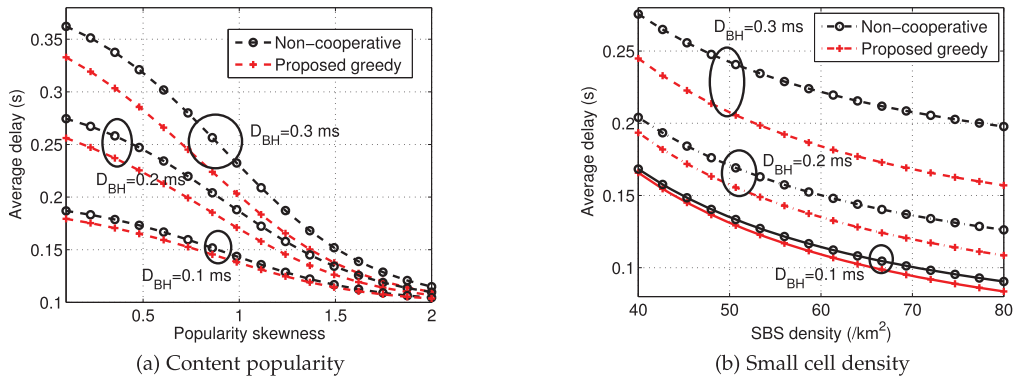 Average delay (s)
0.35
0.3
0.25
0.2
0.15
0.1
Non−cooperative
Proposed greedy
D_BH=0.3 ms
D_BH=0.2 ms
D_BH=0.1 ms
0.5
1
1.5
2
Popularity skewness
(a) Content popularity
Average delay (s)
0.25
0.2
0.15
0.1
D_BH=0.3 ms
Non−cooperative
Proposed greedy
D_BH=0.2 ms
D_BH=0.1 ms
40
50
60
70
80
SBS density (/km²)
(b) Small cell density